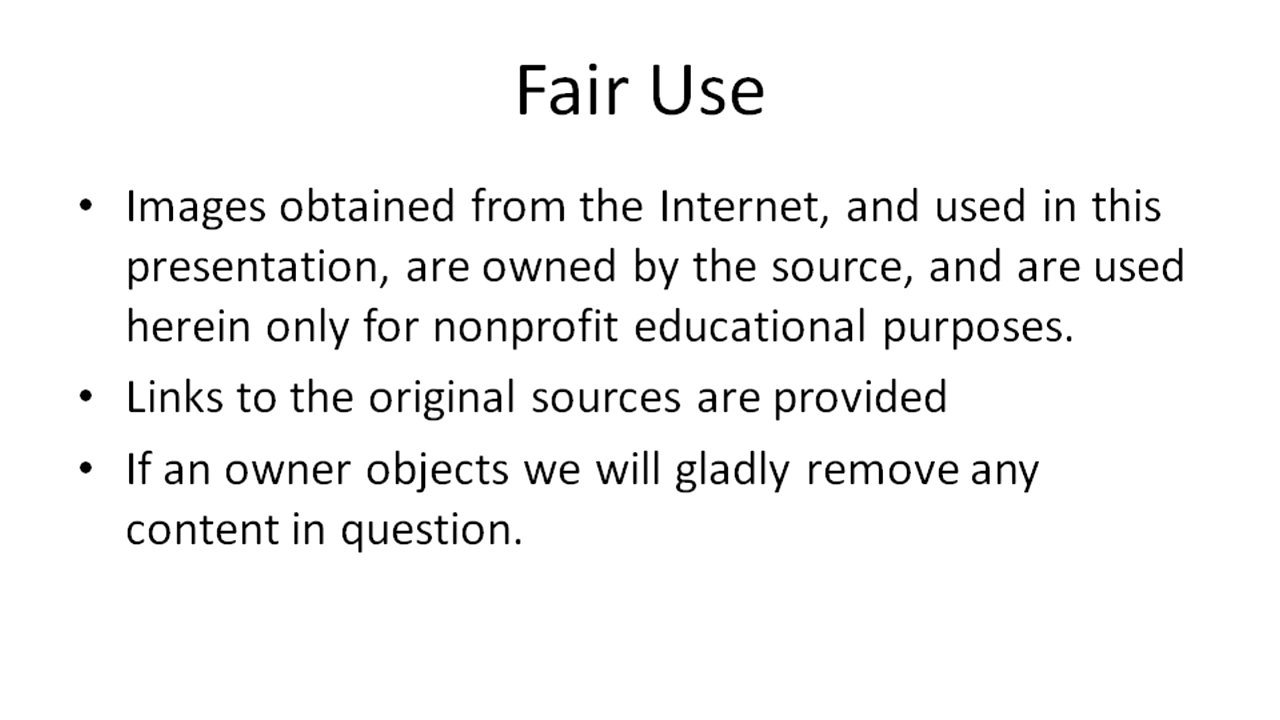 Fair Use
• Images obtained from the Internet, and used in this
presentation, are owned by the source, and are used
herein only for nonprofit educational purposes.
• Links to the original sources are provided
• If an owner objects we will gladly remove any
content in question.